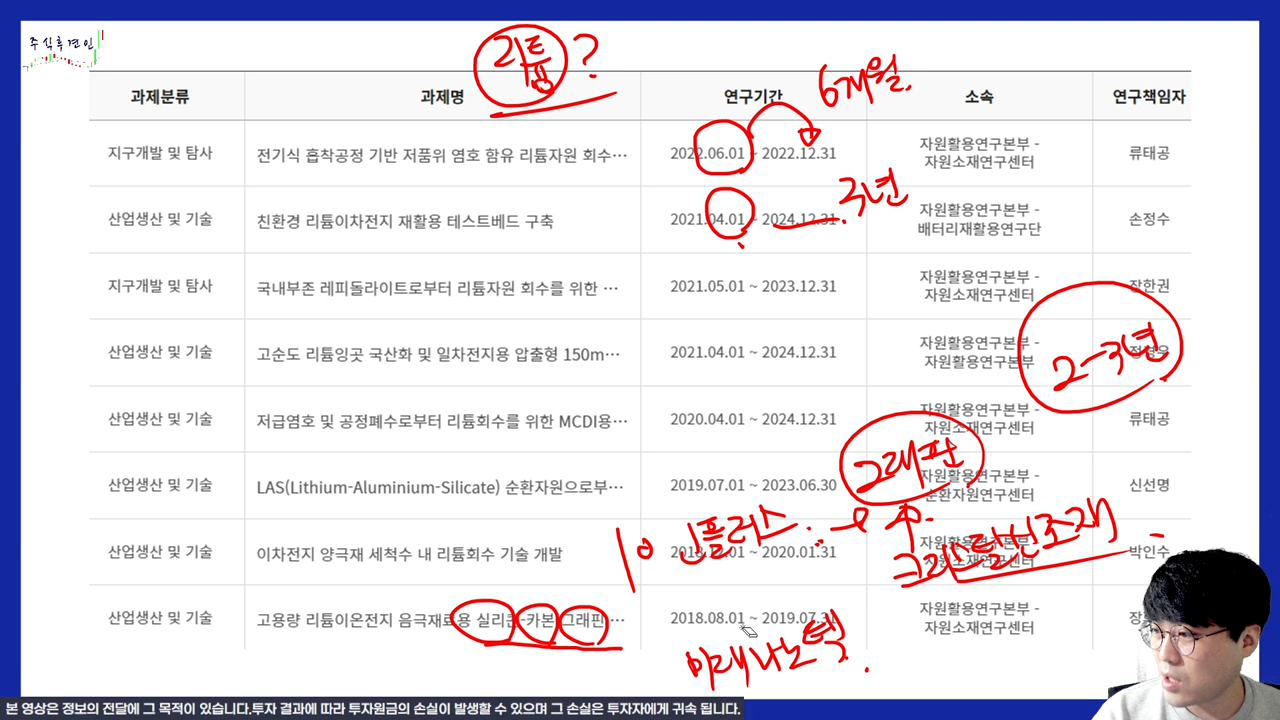 주식후견인
리튬?
6개월.
과제분류 과제명 연구기간 소속 연구책임자
지구개발 및 탐사 전기식 흡착공정 기반 저품위 염호 함유 리튬자원 회수… 2022.06.01 ~ 2022.12.31 자원활용연구본부 - 자원소재연구센터 류태공
3년
산업생산 및 기술 친환경 리튬이차전지 재활용 테스트베드 구축 2021.04.01 ~ 2024.12.31 자원활용연구본부 - 배터리재활용연구단 손정수
지구개발 및 탐사 국내부존 레피돌라이트로부터 리튬자원 회수를 위한 … 2021.05.01 ~ 2023.12.31 자원활용연구본부 - 자원소재연구센터 장한권
산업생산 및 기술 고순도 리튬잉곳 국산화 및 일차전지용 압출형 150m… 2021.04.01 ~ 2024.12.31 자원활용연구본부 - 자원활용연구본부
2-3년
산업생산 및 기술 저급염호 및 공정폐수로부터 리튬회수를 위한 MCDI용… 2020.04.01 ~ 2024.12.31 자원활용연구본부 - 자원소재연구센터 류태공
그래핀
산업생산 및 기술 LAS(Lithium-Aluminium-Silicate) 순환자원으로부… 2019.07.01 ~ 2023.06.30 자원활용연구본부 - 순환자원연구센터 신선명
크리스탈신소재
산업생산 및 기술 이차전지 양극재 세척수 내 리튬회수 기술 개발 ~ 2020.01.31 자원활용연구본부 - 자원소재연구센터 박인수
산업생산 및 기술 고용량 리튬이온전지 음극재료용 실리콘-카본-그래핀 … 2018.08.01 ~ 2019.07.31 자원활용연구본부 - 자원소재연구센터
미래나노텍.
본 영상은 정보의 전달에 그 목적이 있습니다.투자 결과에 따라 투자원금의 손실이 발생할 수 있으며 그 손실은 투자자에게 귀속 됩니다.